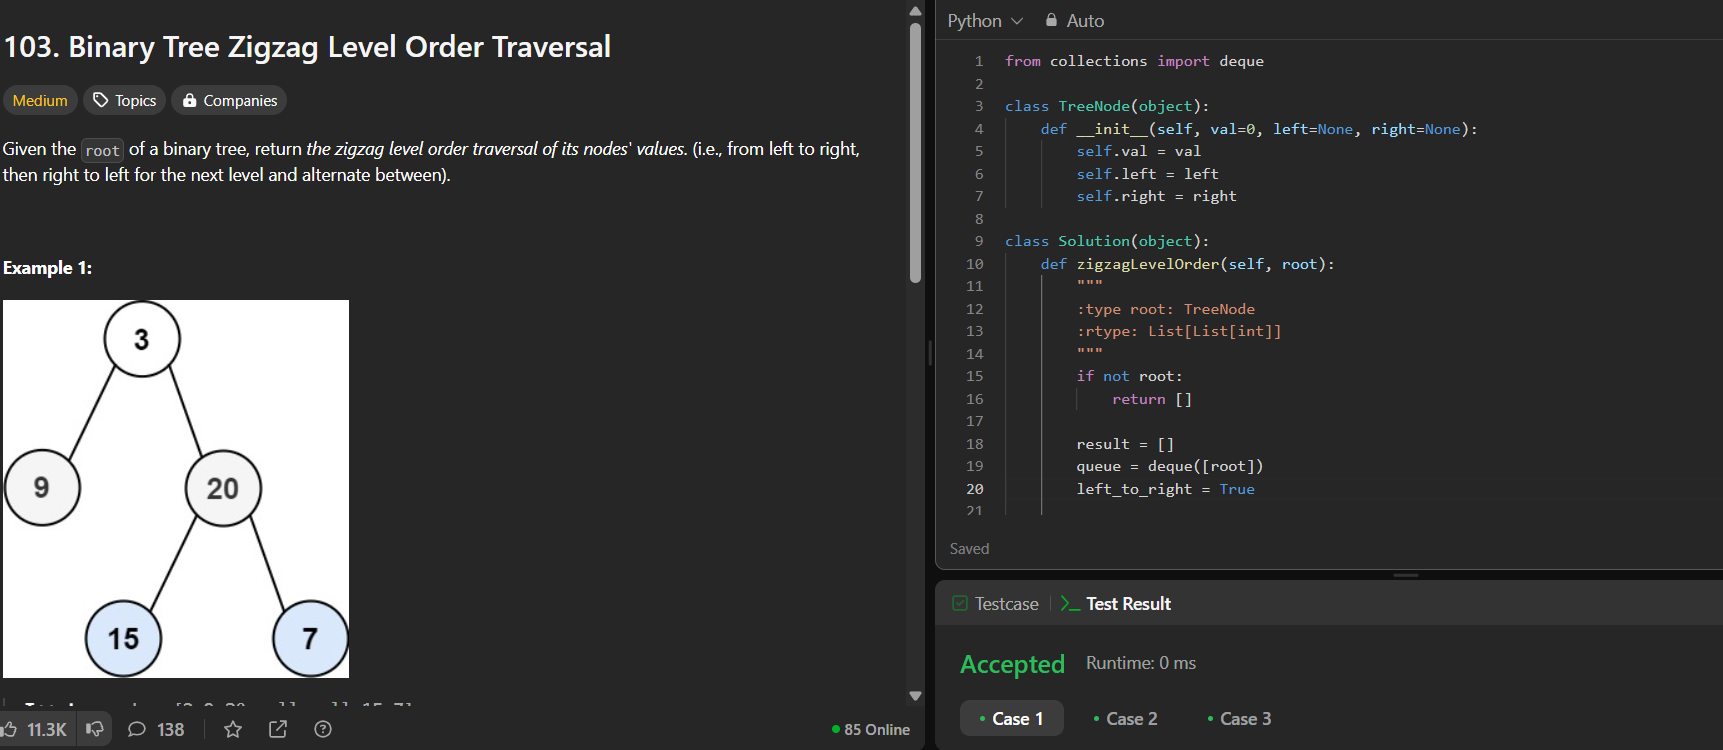 103. Binary Tree Zigzag Level Order Traversal
Medium Topics Companies
Given the root of a binary tree, return the zigzag level order traversal of its nodes' values. (i.e., from left to right,
then right to left for the next level and alternate between).
Example 1:
3
9 20
15 7
11.3K 138 85 Online
Python Auto
1 from collections import deque
2
3 class TreeNode(object):
4 def __init__(self, val=0, left=None, right=None):
5 self.val = val
6 self.left = left
7 self.right = right
8
9 class Solution(object):
10 def zigzagLevelOrder(self, root):
11 """
12 :type root: TreeNode
13 :rtype: List[List[int]]
14 """
15 if not root:
16 return []
17
18 result = []
19 queue = deque([root])
20 left_to_right = True
21
Saved
Testcase Test Result
Accepted Runtime: 0 ms
Case 1 Case 2 Case 3